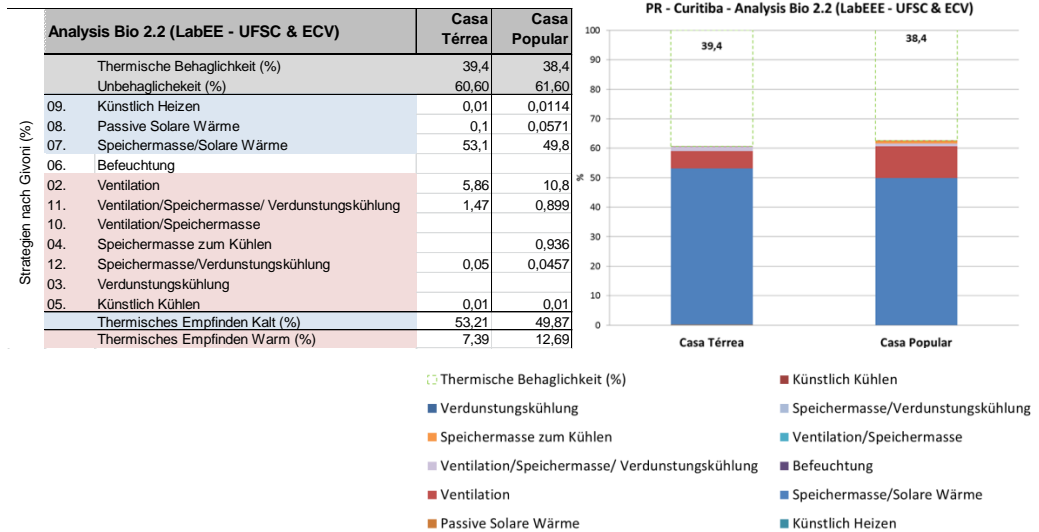 Analysis Bio 2.2 (LabEE - UFSC & ECV) Casa Térrea Casa Popular
Thermische Behaglichkeit (%) 39,4 38,4
Unbehaglichekeit (%) 60,60 61,60
Strategien nach Givoni (%)
09. Künstlich Heizen 0,01 0,0114
08. Passive Solare Wärme 0,1 0,0571
07. Speichermasse/Solare Wärme 53,1 49,8
06. Befeuchtung
02. Ventilation 5,86 10,8
11. Ventilation/Speichermasse/ Verdunstungskühlung 1,47 0,899
10. Ventilation/Speichermasse
04. Speichermasse zum Kühlen 0,936
12. Speichermasse/Verdunstungskühlung 0,05 0,0457
03. Verdunstungskühlung
05. Künstlich Kühlen 0,01 0,01
Thermisches Empfinden Kalt (%) 53,21 49,87
Thermisches Empfinden Warm (%) 7,39 12,69
PR - Curitiba - Analysis Bio 2.2 (LabEEE - UFSC & ECV)
100
90
80
70
60
50
40
30
20
10
0
%
39,4
38,4
Casa Térrea
Casa Popular
Thermische Behaglichkeit (%)
Künstlich Kühlen
Verdunstungskühlung
Speichermasse/Verdunstungskühlung
Speichermasse zum Kühlen
Ventilation/Speichermasse
Ventilation/Speichermasse/ Verdunstungskühlung
Befeuchtung
Ventilation
Speichermasse/Solare Wärme
Passive Solare Wärme
Künstlich Heizen